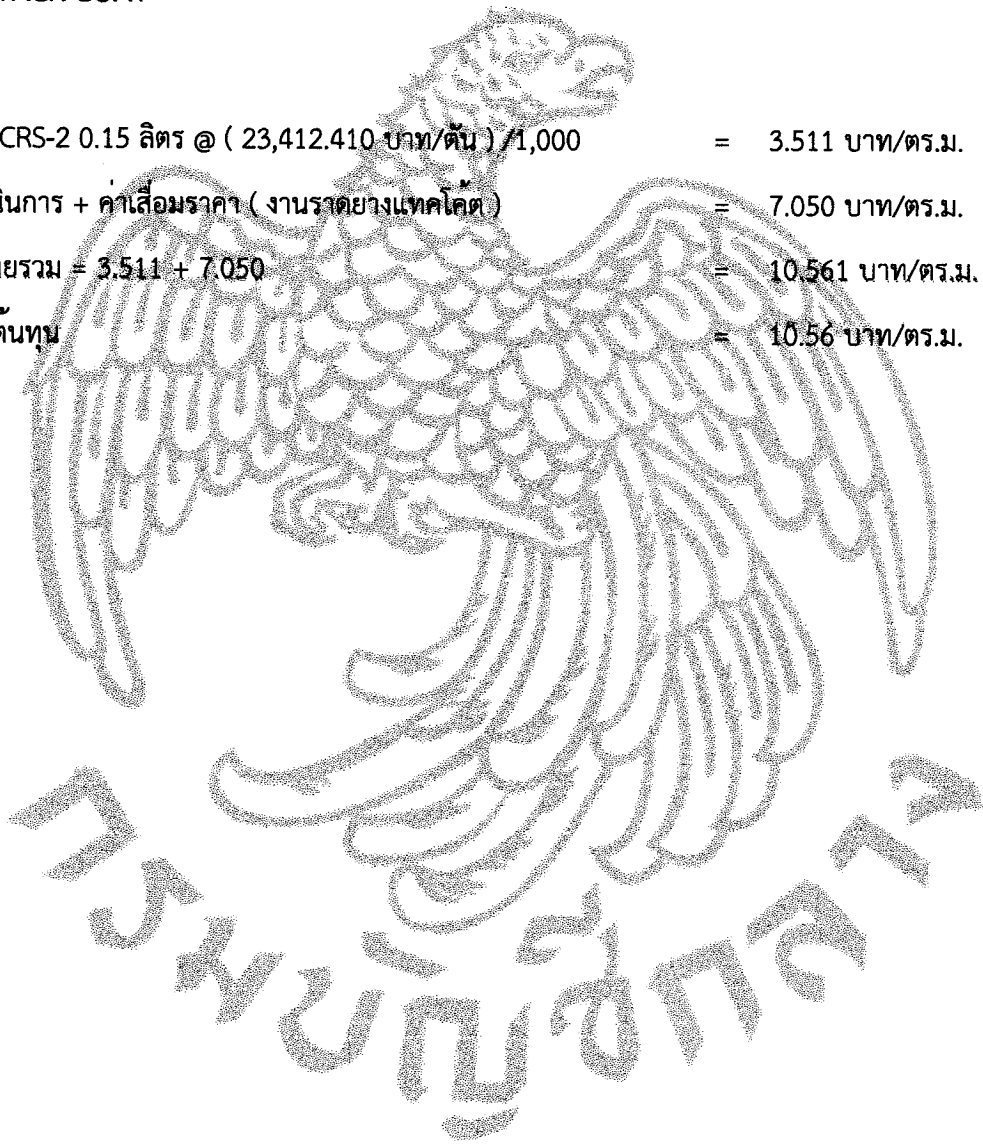 CRS-2 0.15 ลิตร @ ( 23,412.410 บาท/ตัน ) /1,000 = 3.511 บาท/ตร.ม.
นินการ + ค่าเสื่อมราคา ( งานราดยางแทคโค้ต ) = 7.050 บาท/ตร.ม.
ยรวม = 3.511 + 7.050 = 10.561 บาท/ตร.ม.
ต้นทุน = 10.56 บาท/ตร.ม.
กรมบัญชีกลาง